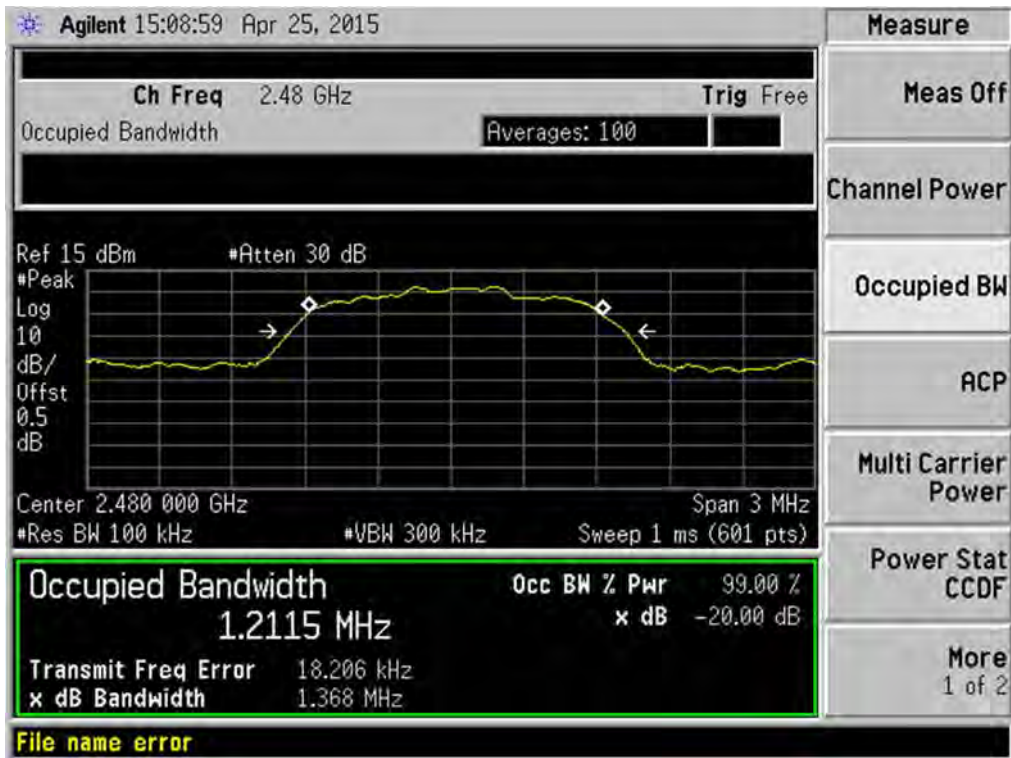 Agilent 15:08:59 Apr 25, 2015
Measure
Ch Freq 2.48 GHz Trig Free
Occupied Bandwidth Averages: 100
Meas Off
Channel Power
Occupied BW
ACP
Multi Carrier
Power
Power Stat
CCDF
More
1 of 2
Ref 15 dBm #Atten 30 dB
#Peak
Log
10
dB/
Offst
0.5
dB
Center 2.480 000 GHz Span 3 MHz
#Res BW 100 kHz #VBW 300 kHz Sweep 1 ms (601 pts)
Occupied Bandwidth Occ BW % Pwr 99.00 %
1.2115 MHz x dB -20.00 dB
Transmit Freq Error 18.206 kHz
x dB Bandwidth 1.368 MHz
File name error